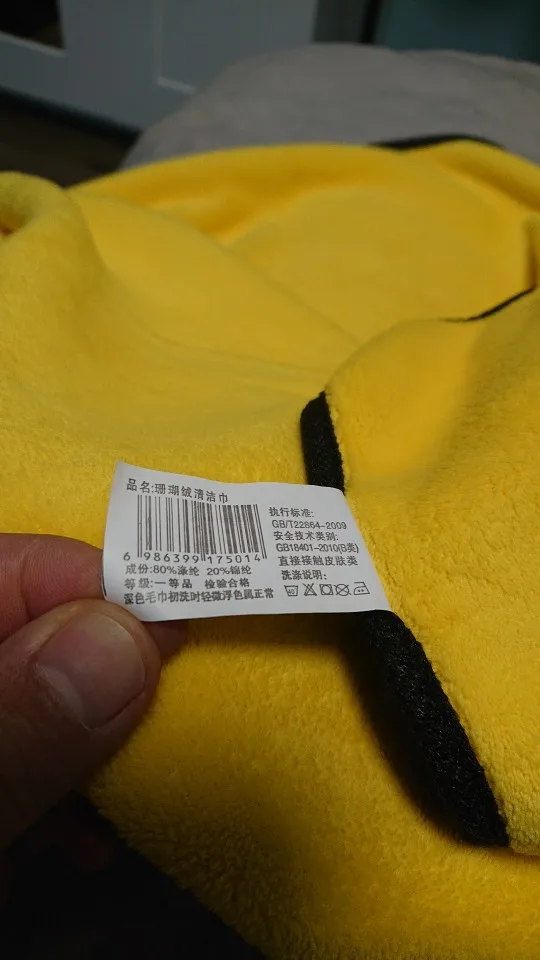 品名:珊瑚绒清洁巾
6 986399 175014
成份:80%涤纶 20%锦纶
等级:一等品 检验合格
深色毛巾初洗时轻微浮色属正常
执行标准:
GB/T22864-2009
安全技术类别:
GB18401-2010(B类)
直接接触皮肤类
洗涤说明: